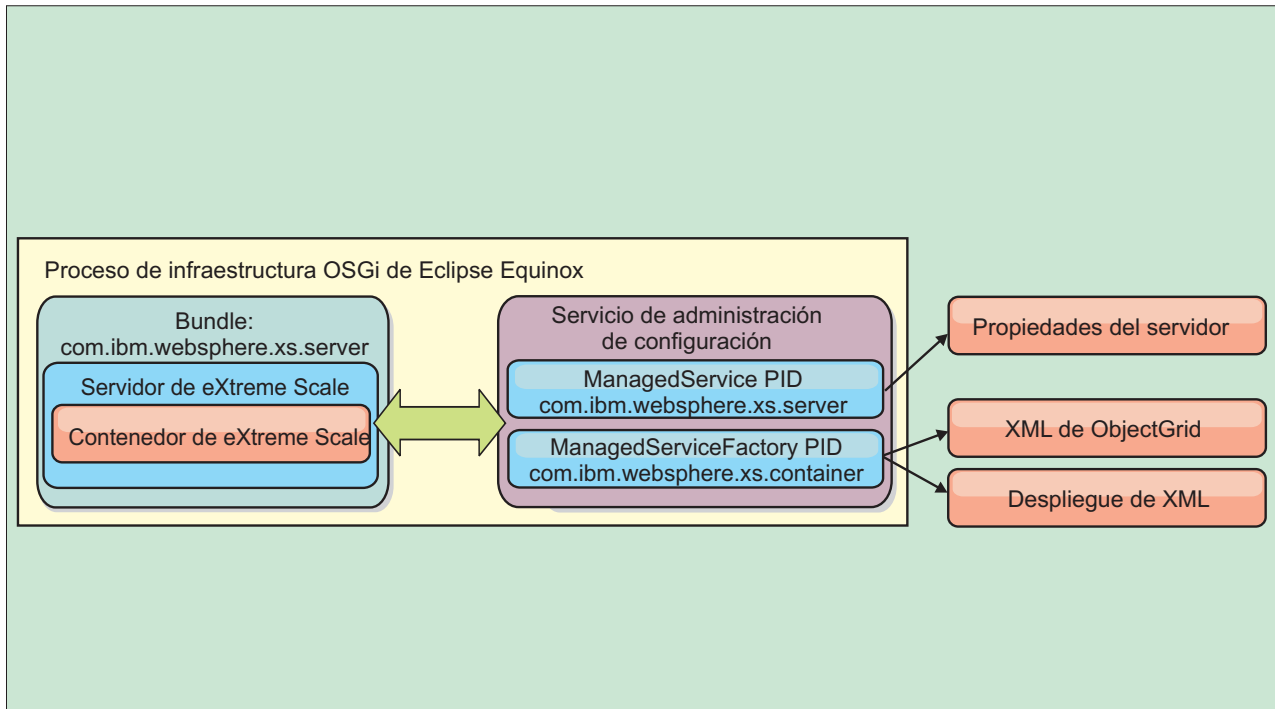 Proceso de infraestructura OSGi de Eclipse Equinox
Bundle:
com.ibm.websphere.xs.server
Servidor de eXtreme Scale
Contenedor de eXtreme Scale
Servicio de administración
de configuración
ManagedService PID
com.ibm.websphere.xs.server
ManagedServiceFactory PID
com.ibm.websphere.xs.container
Propiedades del servidor
XML de ObjectGrid
Despliegue de XML